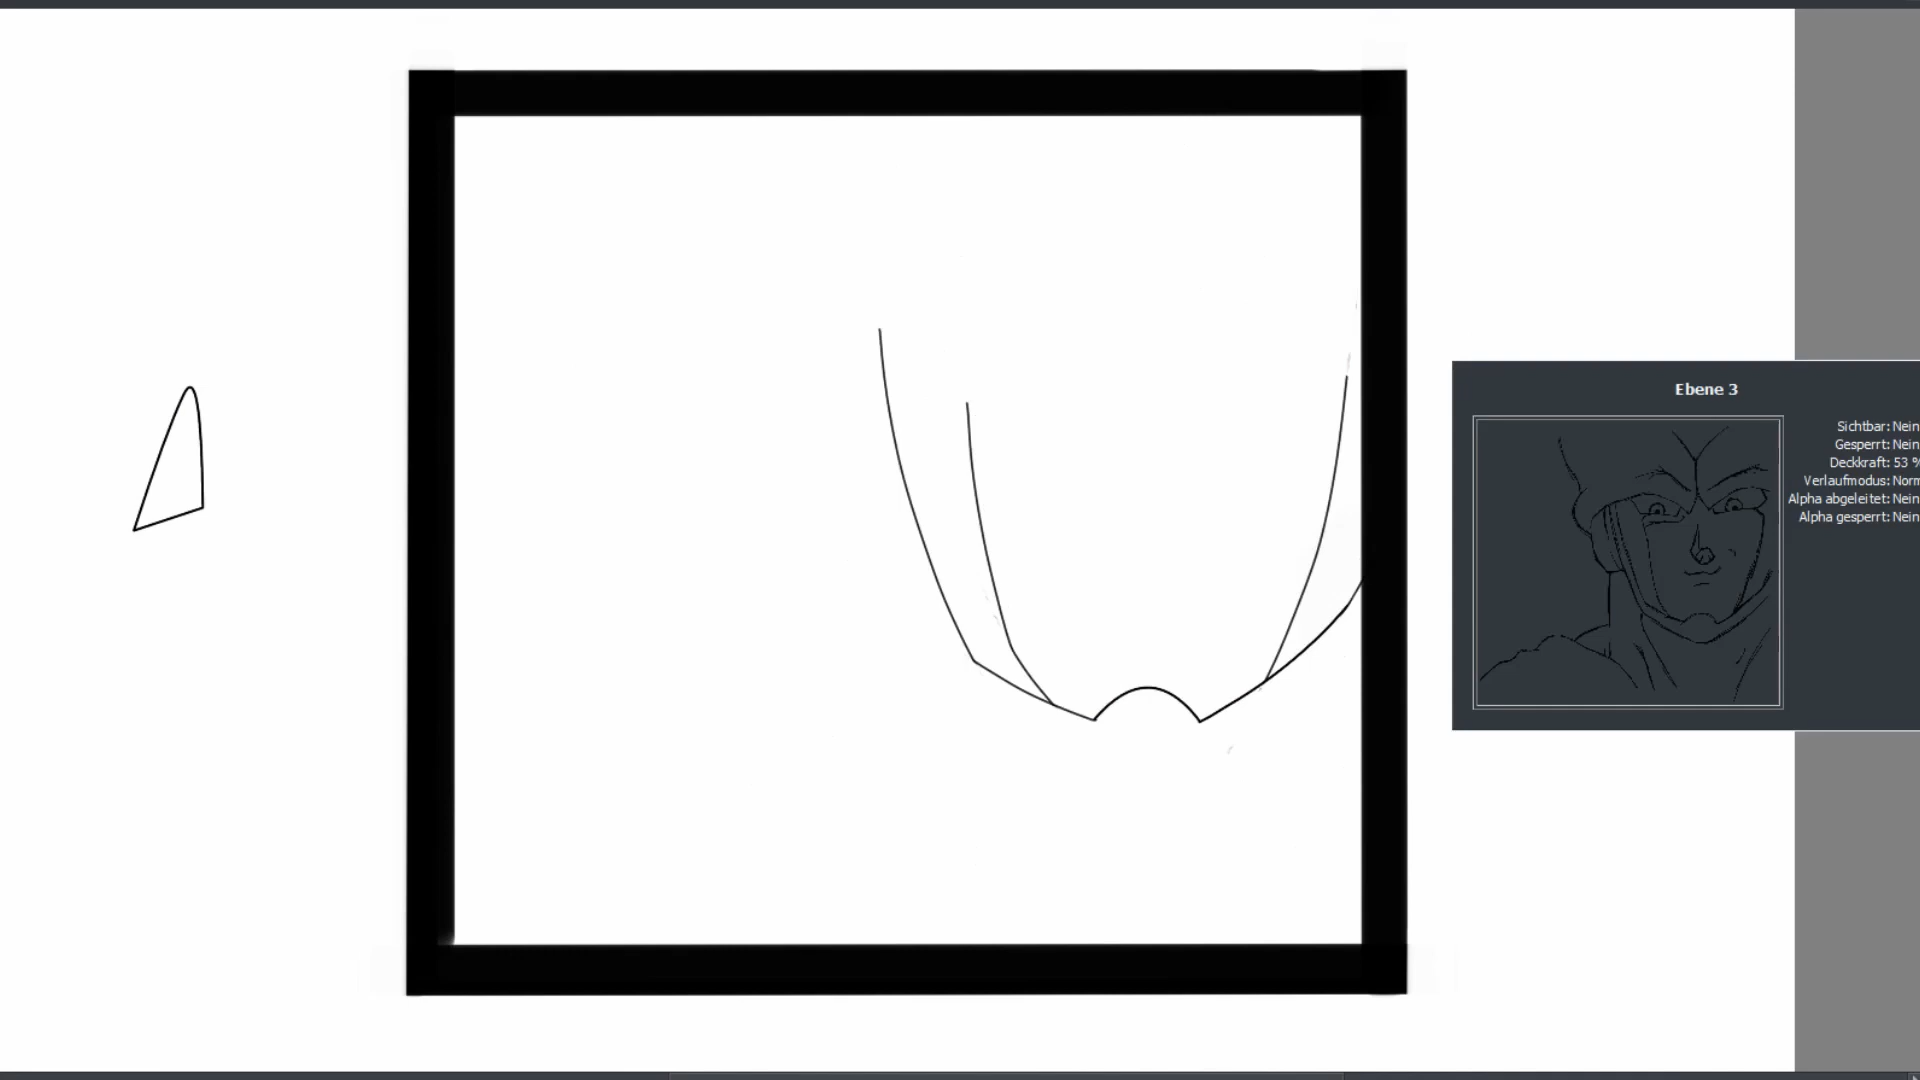 Ebene 3
Sichtbar: Nein
Gesperrt: Nein
Deckkraft: 53 %
Verlaufmodus: Norm
Alpha abgeleitet: Nein
Alpha gesperrt: Nein